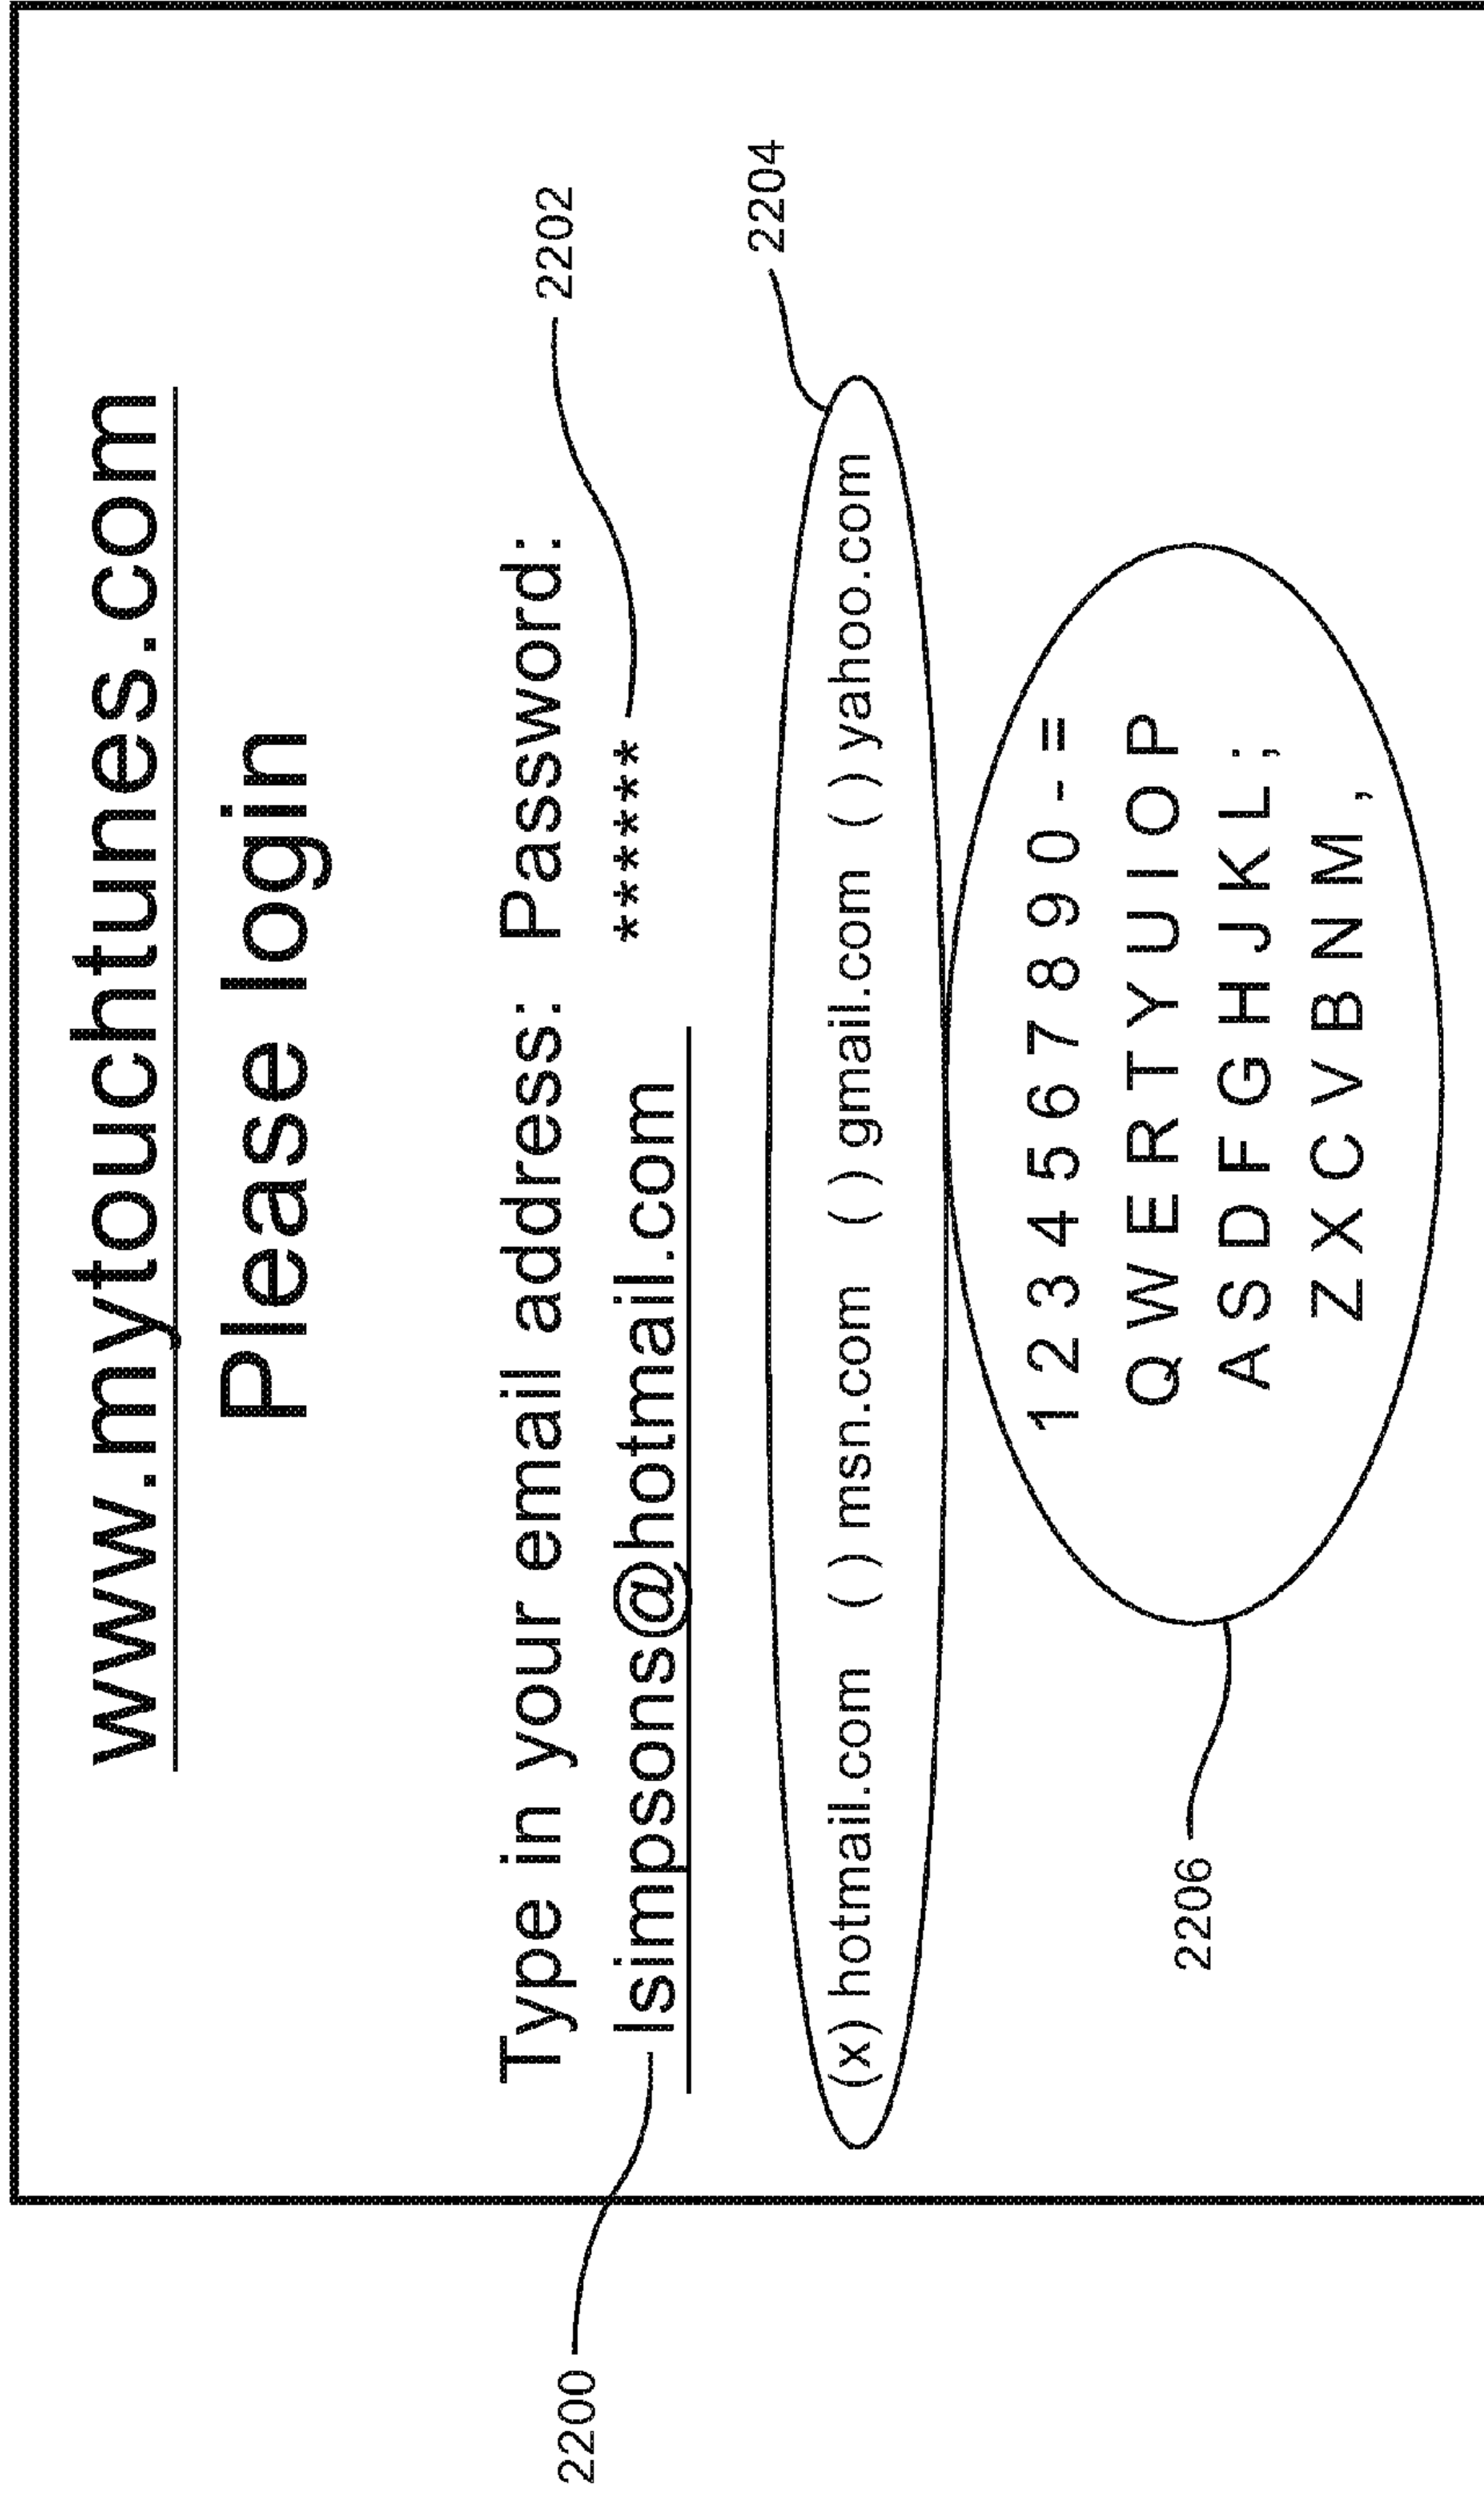 www.mytouchtunes.com
Please login
2202
Type in your email address: Password:
2200
lsimpsons@hotmail.com ******
2204
(x) hotmail.com ( ) msn.com ( ) gmail.com ( ) yahoo.com
1 2 3 4 5 6 7 8 9 0 - =
Q W E R T Y U I O P
2206
A S D F G H J K L ;
Z X C V B N M ,